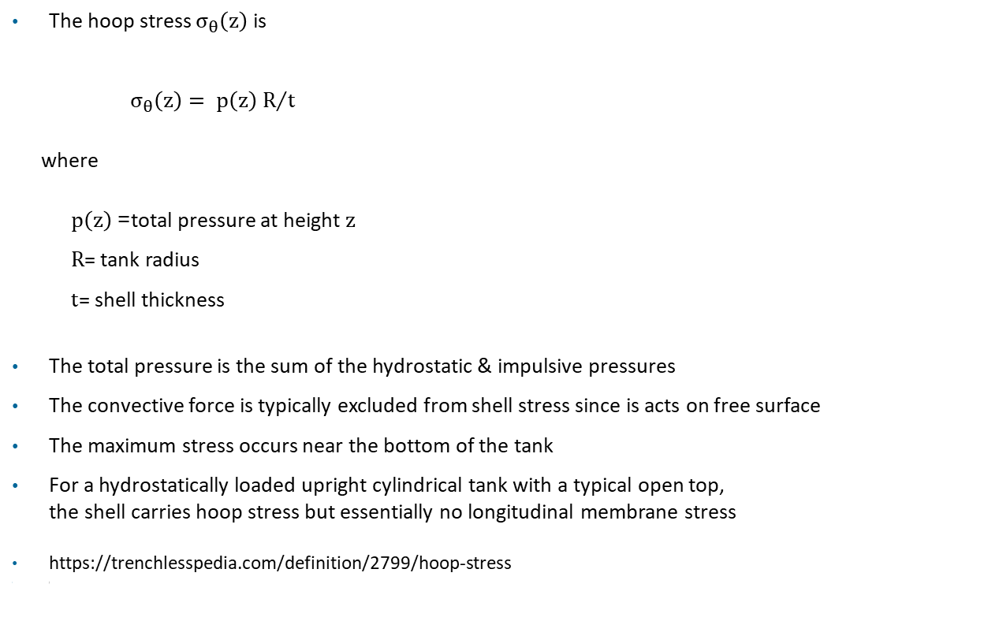 • The hoop stress σθ(z) is
σθ(z) = p(z) R/t
where
p(z) =total pressure at height z
R= tank radius
t= shell thickness
• The total pressure is the sum of the hydrostatic & impulsive pressures
• The convective force is typically excluded from shell stress since is acts on free surface
• The maximum stress occurs near the bottom of the tank
• For a hydrostatically loaded upright cylindrical tank with a typical open top,
the shell carries hoop stress but essentially no longitudinal membrane stress
• https://trenchlesspedia.com/definition/2799/hoop-stress